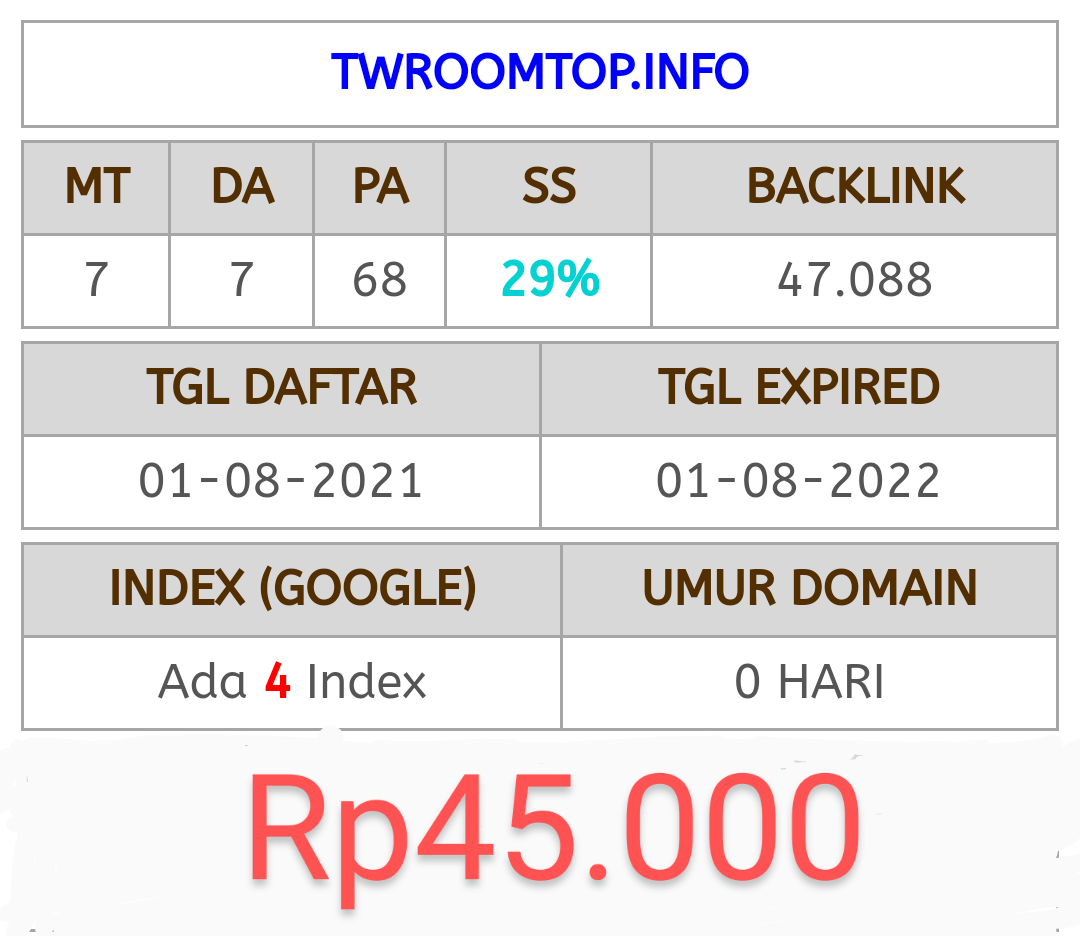 TWROOMTOP.INFO
MT DA PA SS BACKLINK
7 7 68 29% 47.088
TGL DAFTAR TGL EXPIRED
01-08-2021 01-08-2022
INDEX (GOOGLE) UMUR DOMAIN
Ada 4 Index 0 HARI
Rp45.000